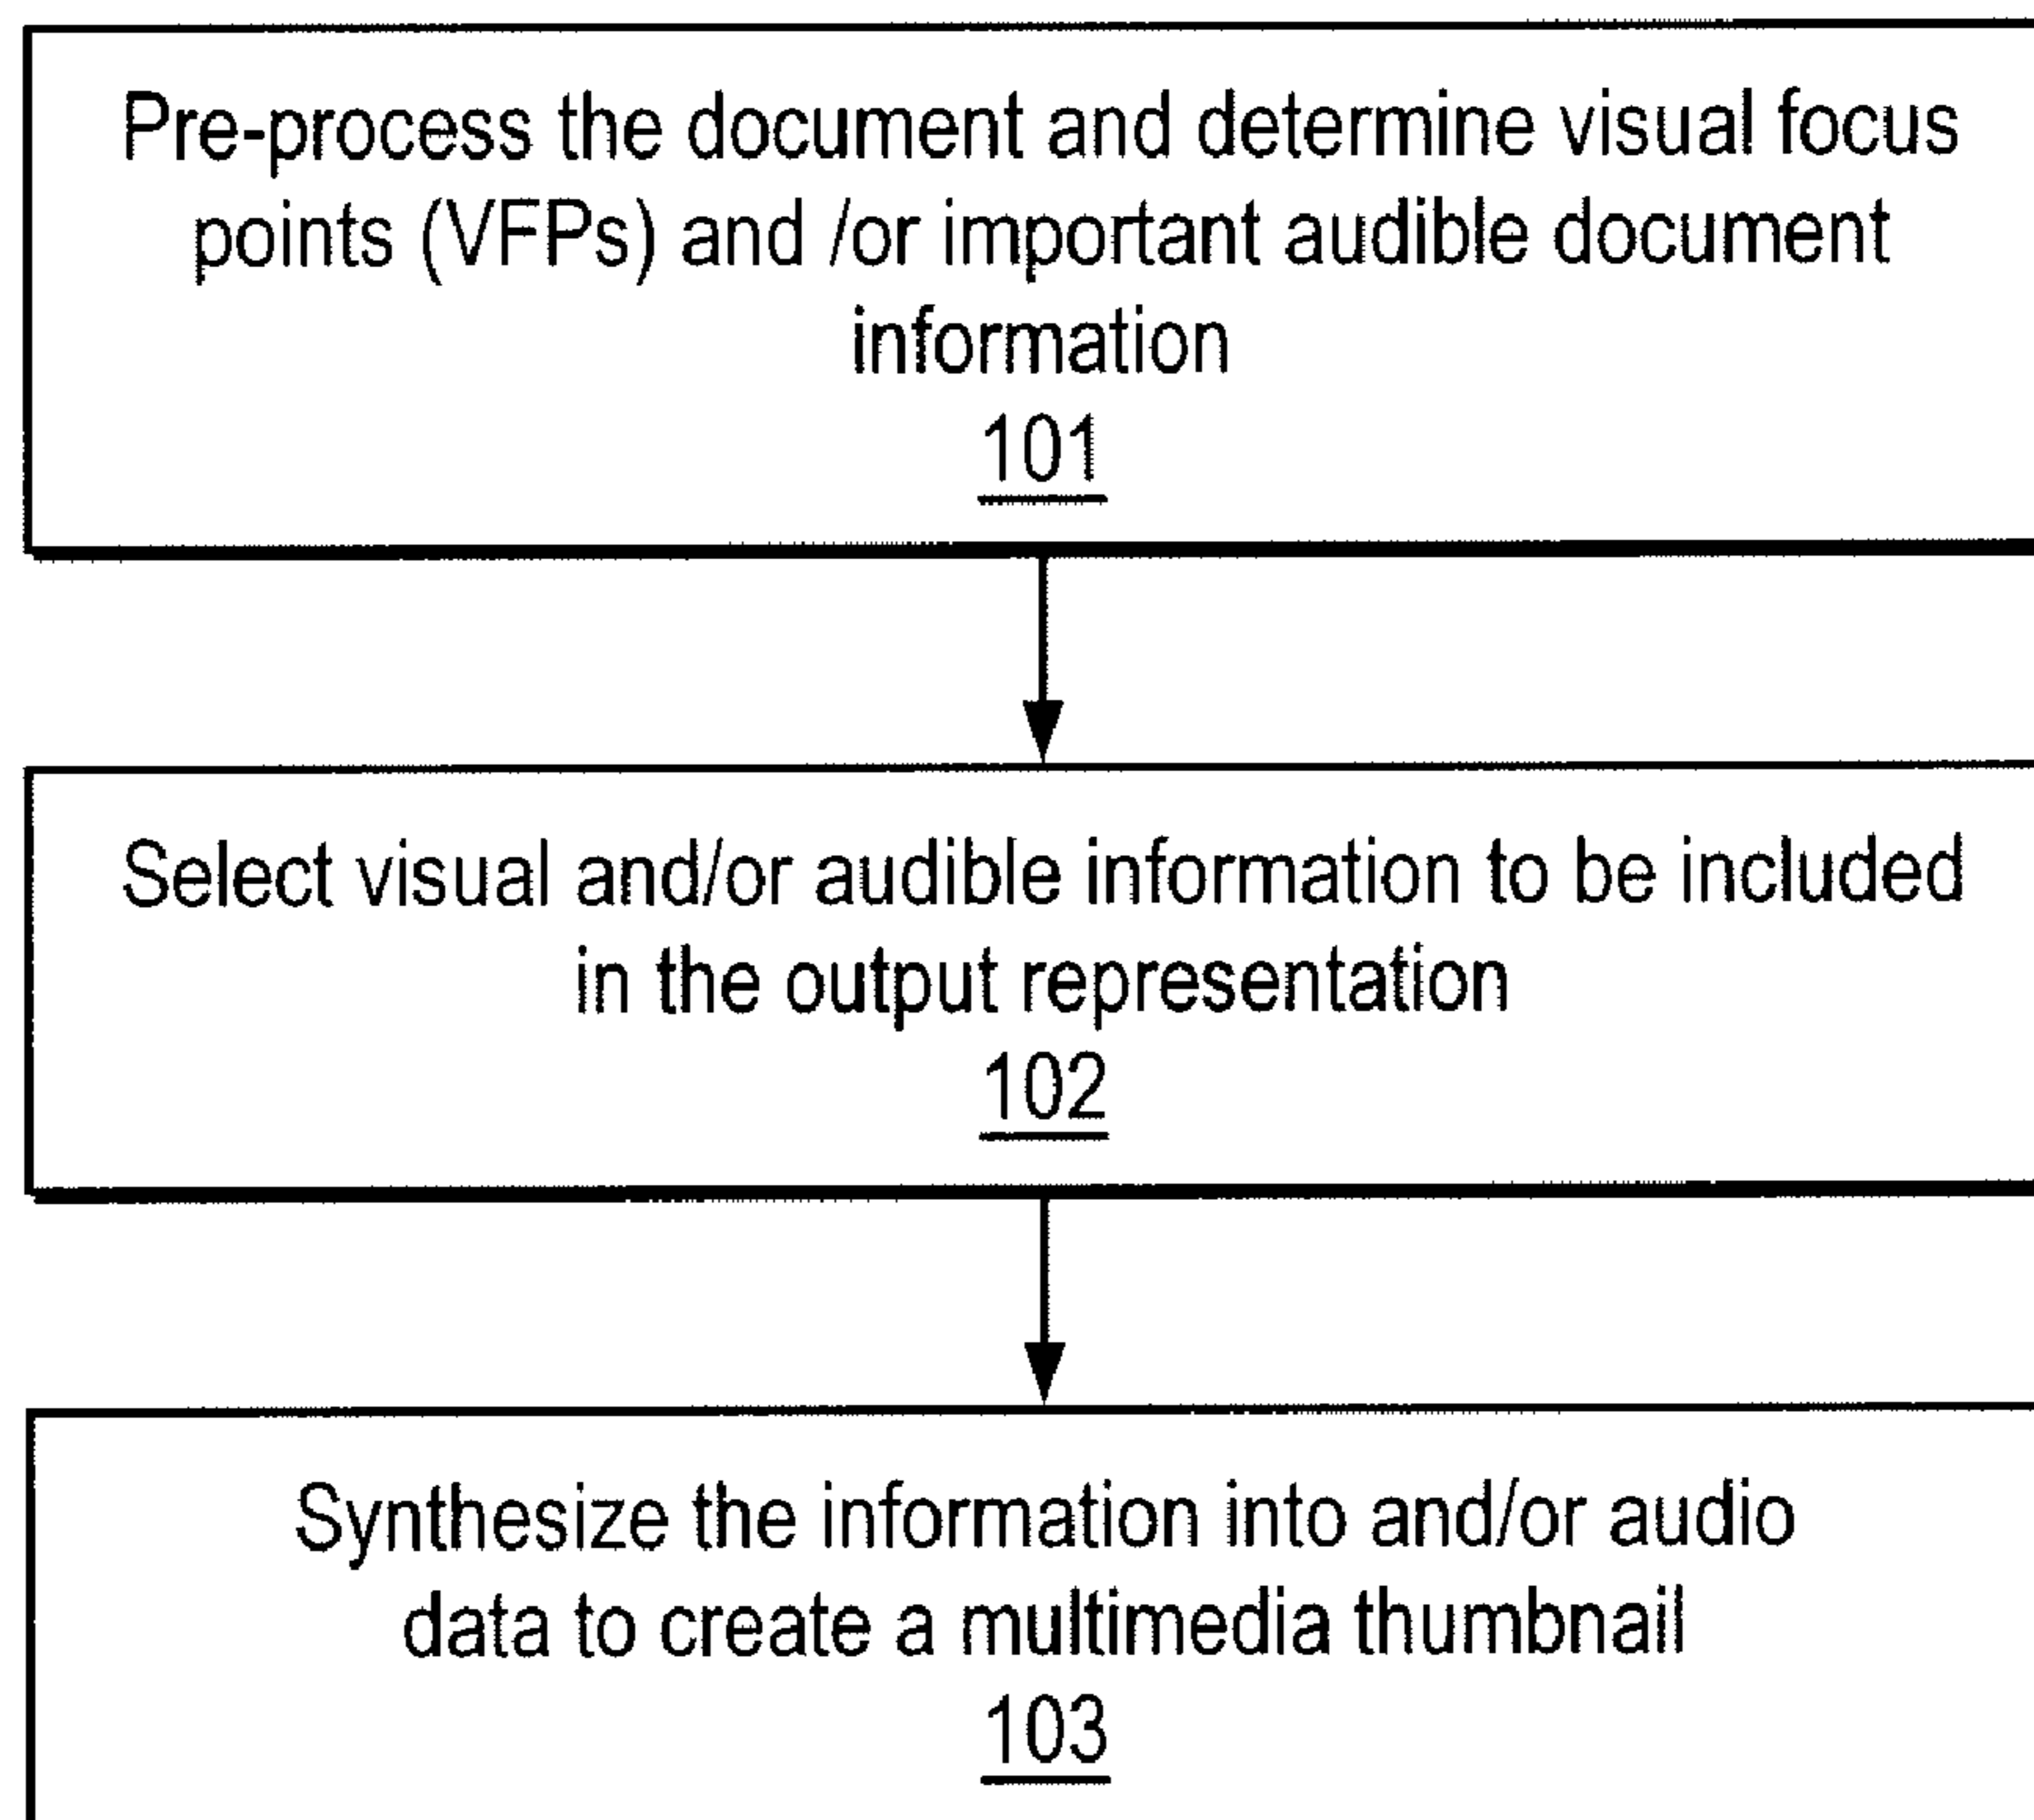 Pre-process the document and determine visual focus
points (VFPs) and /or important audible document
information
101
Select visual and/or audible information to be included
in the output representation
102
Synthesize the information into and/or audio
data to create a multimedia thumbnail
103